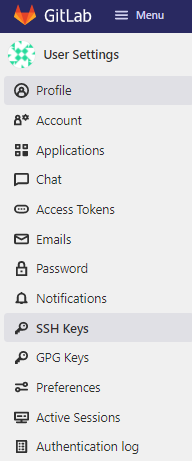 GitLab Menu
User Settings
Profile
Account
Applications
Chat
Access Tokens
Emails
Password
Notifications
SSH Keys
GPG Keys
Preferences
Active Sessions
Authentication log